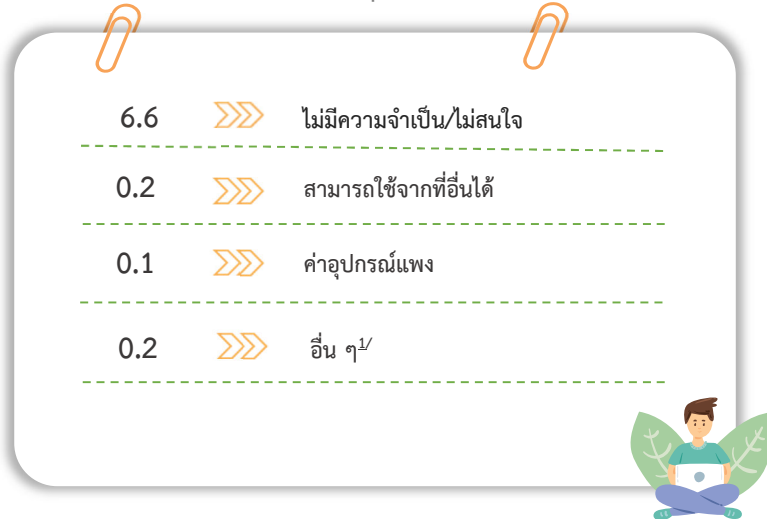 6.6 ไม่มีความจำเป็น/ไม่สนใจ
0.2 สามารถใช้จากที่อื่นได้
0.1 ค่าอุปกรณ์แพง
0.2 อื่น ๆ1/